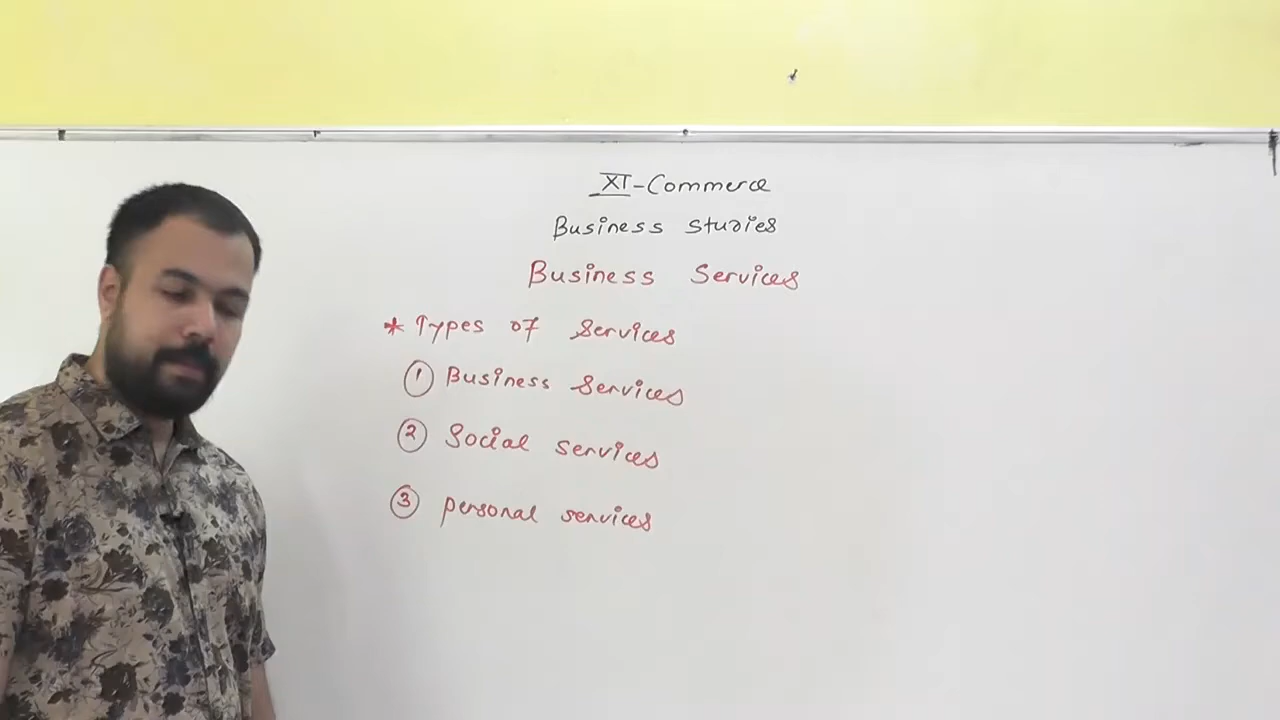 XI-Commerce
Business Studies
Business Services
* Types of Services
① Business Services
② Social services
③ personal services